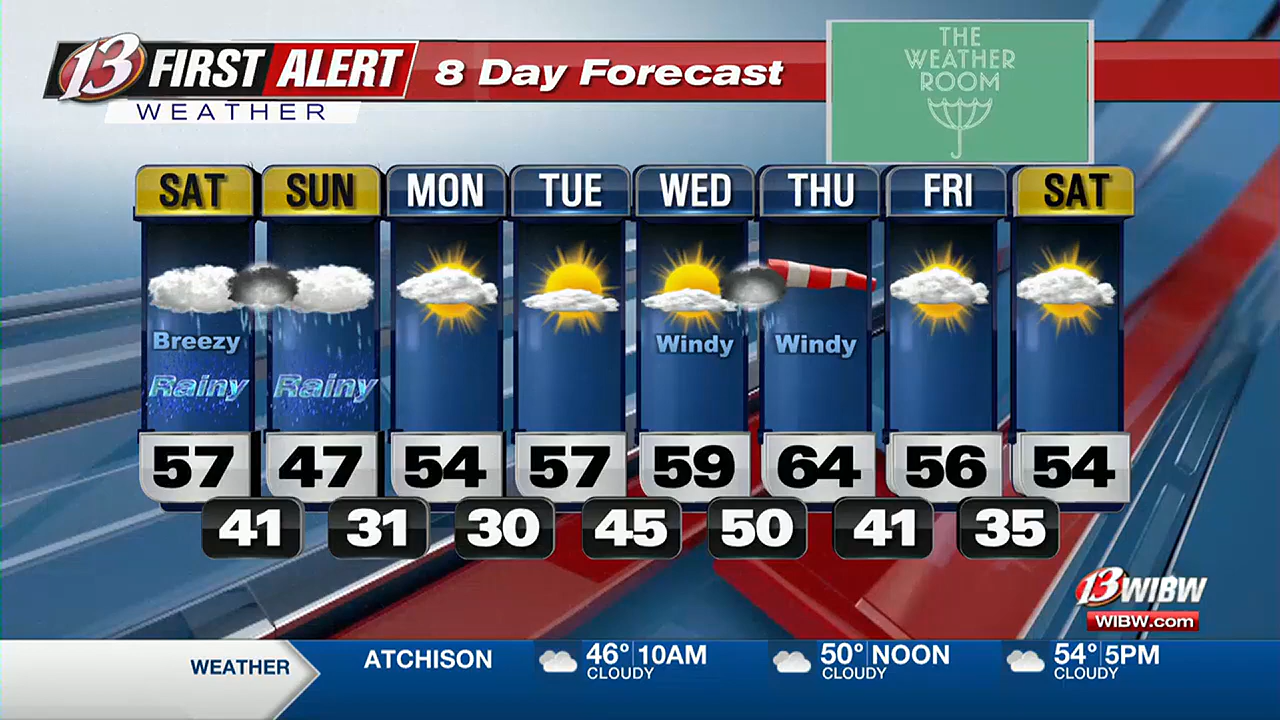 13 FIRST ALERT
WEATHER
8 Day Forecast
THE
WEATHER
ROOM
SAT SUN MON TUE WED THU FRI SAT
Breezy Windy Windy
Rainy Rainy
57 47 54 57 59 64 56 54
41 31 30 45 50 41 35
13 WIBW
WIBW.com
WEATHER ATCHISON 46° 10AM 50° NOON 54° 5PM
CLOUDY CLOUDY CLOUDY